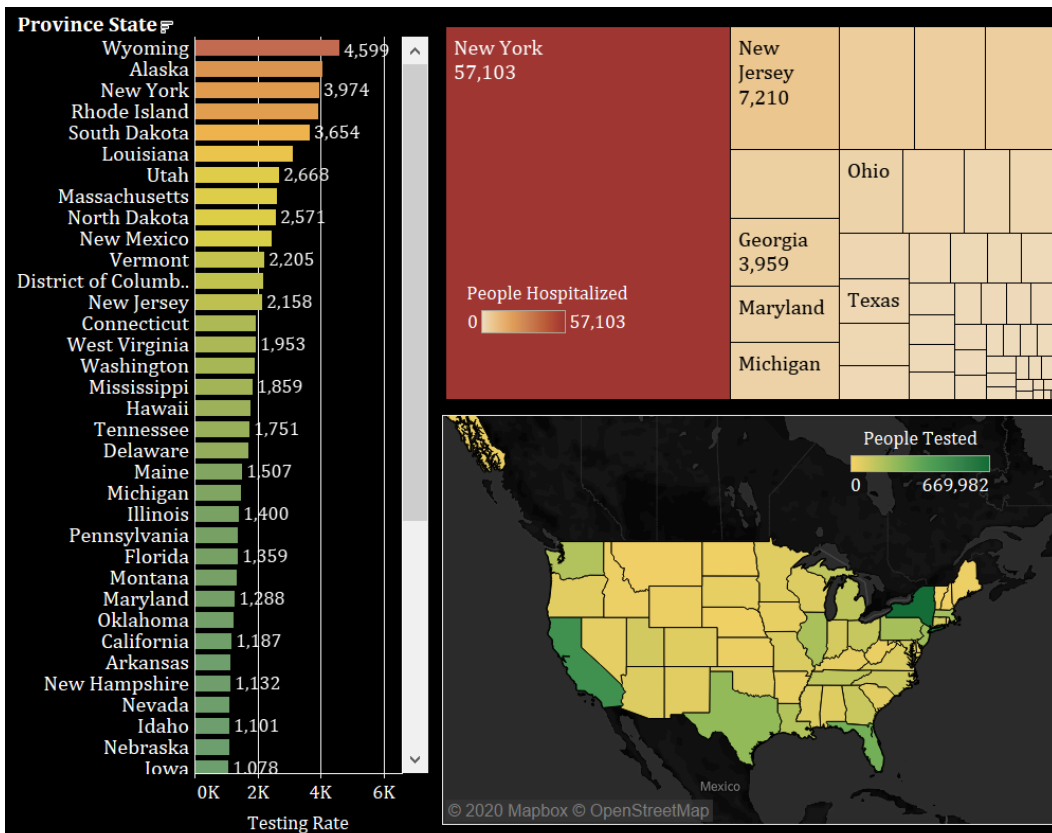 Province State
Wyoming 4,599
Alaska
New York 3,974
Rhode Island
South Dakota 3,654
Louisiana
Utah 2,668
Massachusetts
North Dakota 2,571
New Mexico
Vermont 2,205
District of Columb..
New Jersey 2,158
Connecticut
West Virginia 1,953
Washington
Mississippi 1,859
Hawaii
Tennessee 1,751
Delaware
Maine 1,507
Michigan
Illinois 1,400
Pennsylvania
Florida 1,359
Montana
Maryland 1,288
Oklahoma
California 1,187
Arkansas
New Hampshire 1,132
Nevada
Idaho 1,101
Nebraska
Iowa 1,078
0K 2K 4K 6K
Testing Rate
New York
57,103
People Hospitalized
0 57,103
New
Jersey
7,210
Georgia
3,959
Maryland
Michigan
Ohio
Texas
People Tested
0 669,982
Mexico
© 2020 Mapbox © OpenStreetMap